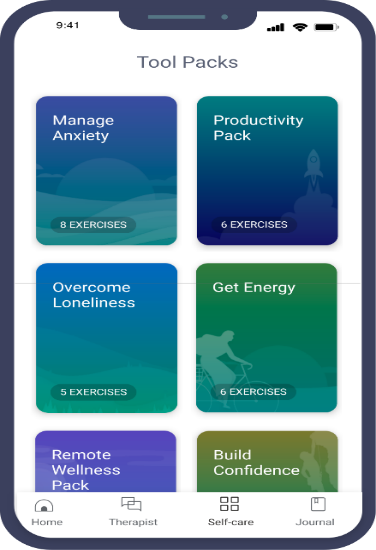 9:41
Tool Packs
Manage
Anxiety
8 EXERCISES
Productivity
Pack
6 EXERCISES
Overcome
Loneliness
5 EXERCISES
Get Energy
6 EXERCISES
Remote
Wellness
Pack
Build
Confidence
Home
Therapist
Self-care
Journal